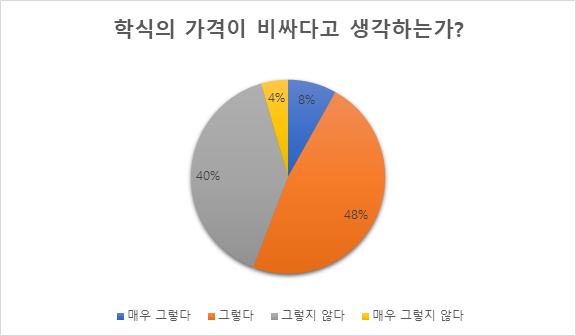 학식의 가격이 비싸다고 생각하는가?
4%
8%
40%
48%
매우 그렇다 그렇다 그렇지 않다 매우 그렇지 않다